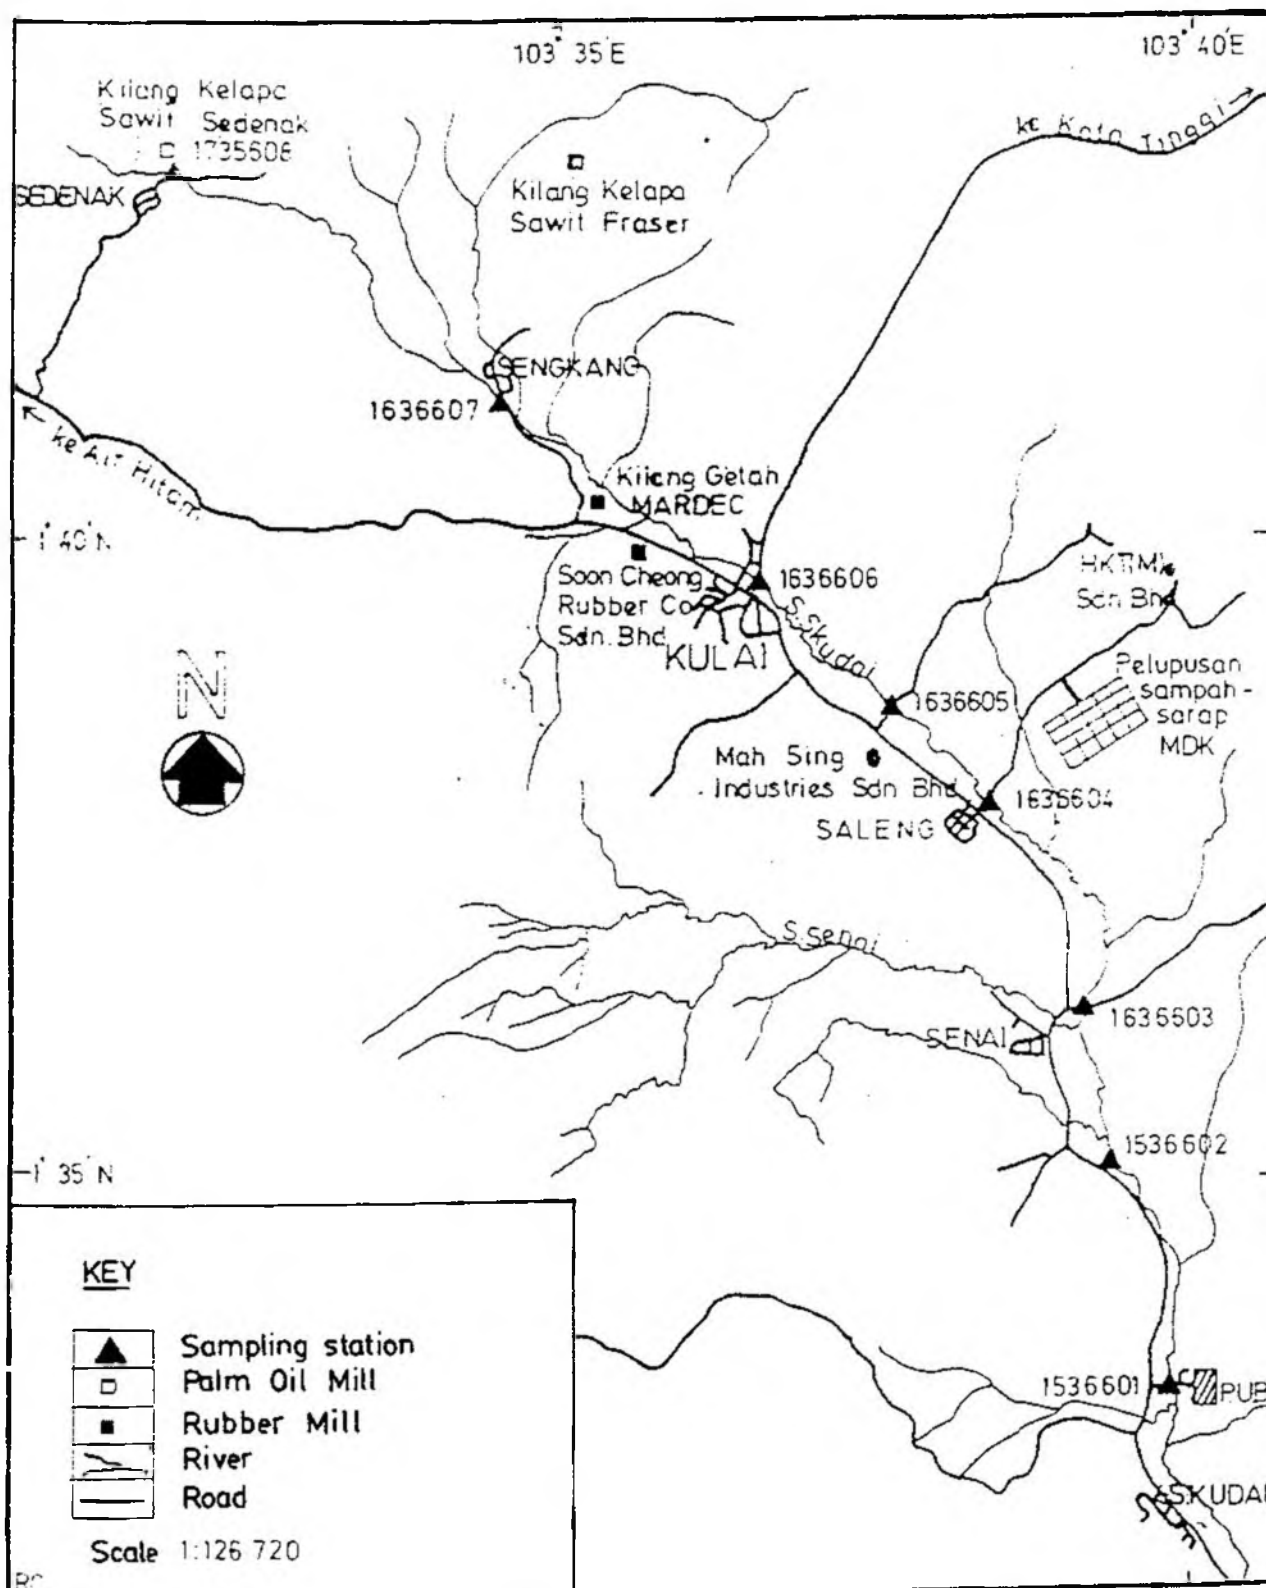 103° 35' E
103° 40' E
Kilang Kelapa
Sawit Sedenak
1735608
SEDENAK
Kilang Kelapa
Sawit Fraser
ke Kota Tinggi
SENGKANG
1636607
ke Air Hitam
Kilang Getah
MARDEC
1° 40' N
Soon Cheong
Rubber Co
Sdn. Bhd
1636606
KULAI
S. Skudai
Sdn Bhd
N
1636605
Pelupusan
sampah-
sarap
MDK
Mah Sing
Industries Sdn Bhd
1636604
SALENG
S. Senai
1636603
SENAI
1536602
1° 35' N
KEY
Sampling station
Palm Oil Mill
Rubber Mill
River
Road
Scale 1:126 720
1536601
PUB
SKUDAI